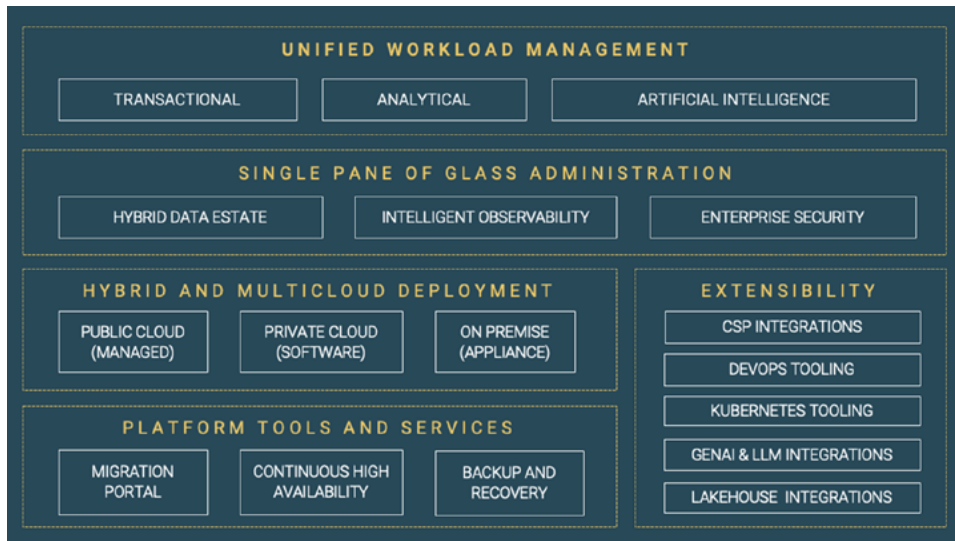 UNIFIED WORKLOAD MANAGEMENT
TRANSACTIONAL
ANALYTICAL
ARTIFICIAL INTELLIGENCE
SINGLE PANE OF GLASS ADMINISTRATION
HYBRID DATA ESTATE
INTELLIGENT OBSERVABILITY
ENTERPRISE SECURITY
HYBRID AND MULTICLOUD DEPLOYMENT
PUBLIC CLOUD
(MANAGED)
PRIVATE CLOUD
(SOFTWARE)
ON PREMISE
(APPLIANCE)
PLATFORM TOOLS AND SERVICES
MIGRATION
PORTAL
CONTINUOUS HIGH
AVAILABILITY
BACKUP AND
RECOVERY
EXTENSIBILITY
CSP INTEGRATIONS
DEVOPS TOOLING
KUBERNETES TOOLING
GENAI & LLM INTEGRATIONS
LAKEHOUSE INTEGRATIONS